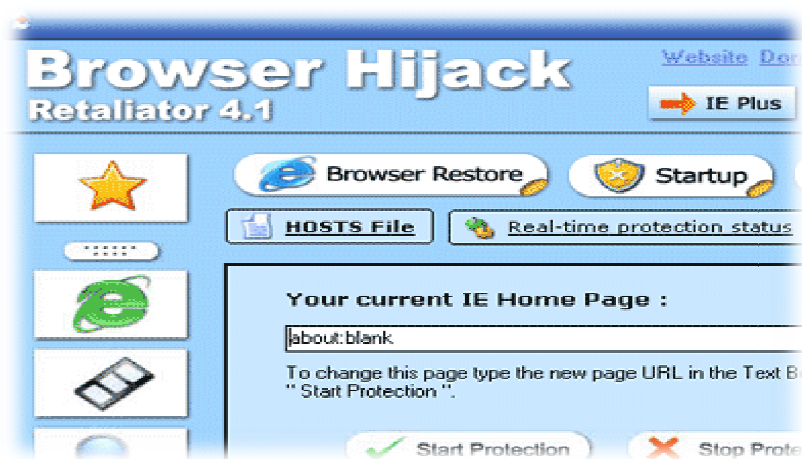 Browser Hijack
Retaliator 4.1
Website
IE Plus
Browser Restore
Startup
HOSTS File
Real-time protection status
Your current IE Home Page :
about:blank
To change this page type the new page URL in the Text
" Start Protection ".
Start Protection
Stop